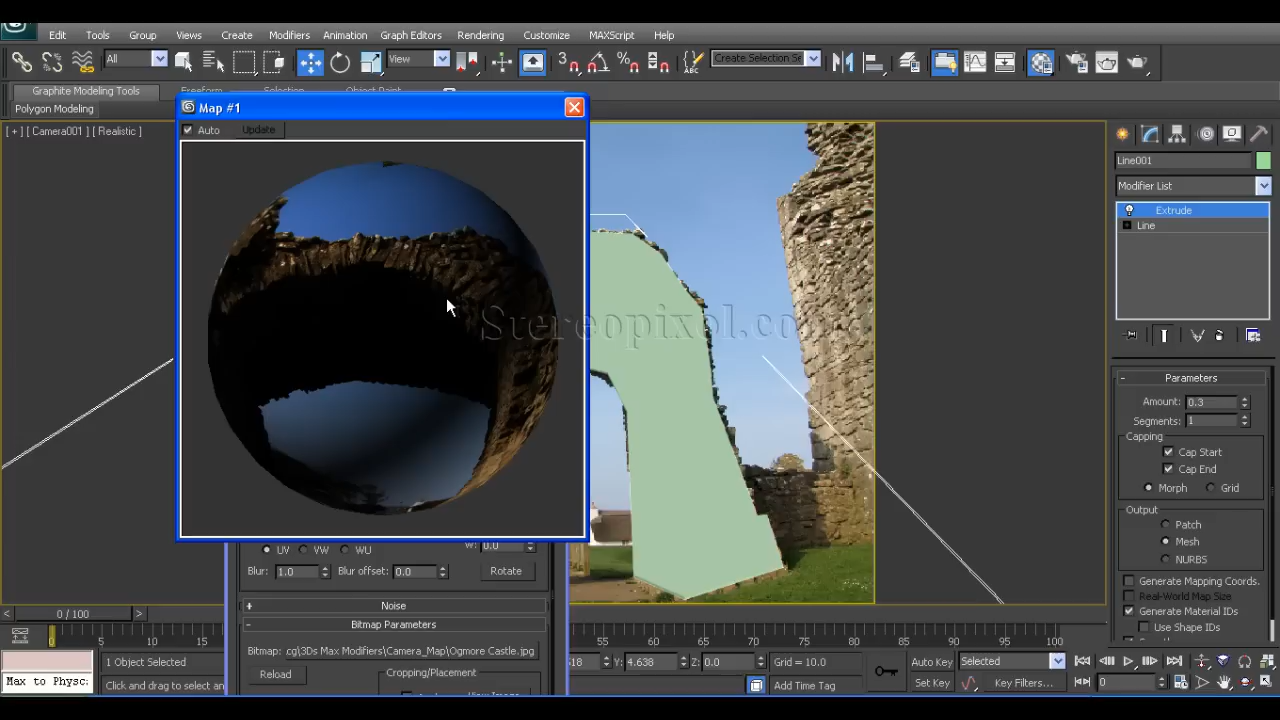 Edit Tools Group Views Create Modifiers Animation Graph Editors Rendering Customize MAXScript Help
All View 3 Create Selection Se
Graphite Modeling Tools Freeform Selection Object Paint
Polygon Modeling
Map #1
Auto Update
[ + ] [ Camera001 ] [ Realistic ]
Line001
Modifier List
Extrude
Line
Stereopixel.com
Parameters
Amount: 0.3
Segments: 1
Capping
Cap Start
Cap End
Morph Grid
Output
Patch
Mesh
NURBS
Generate Mapping Coords.
Real-World Map Size
Generate Material IDs
Use Shape IDs
UV VW WU W: 0.0
Blur: 1.0 Blur offset: 0.0 Rotate
Noise
Bitmap Parameters
Bitmap: cg\3Ds Max Modifiers\Camera_Map\Ogmore Castle.jpg
Reload
Cropping/Placement
< 0 / 100 >
0 5 10 15 55 60 65 70 75 80 85 90 95 100
1 Object Selected 518 Y: 4.638 Z: 0.0 Grid = 10.0 Auto Key Selected
Max to Physc: Click and drag to select an Add Time Tag Set Key Key Filters... 0